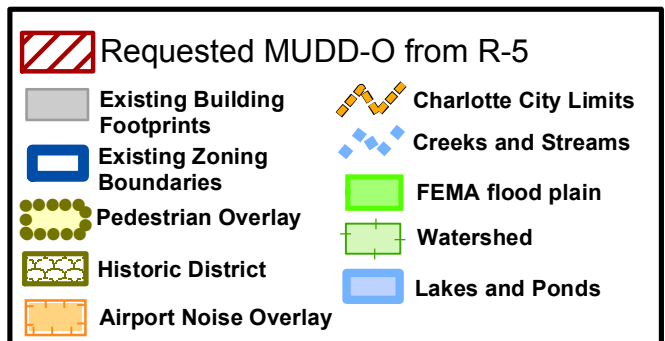 Requested MUDD-O from R-5
Existing Building
Footprints
Existing Zoning
Boundaries
Pedestrian Overlay
Historic District
Airport Noise Overlay
Charlotte City Limits
Creeks and Streams
FEMA flood plain
Watershed
Lakes and Ponds